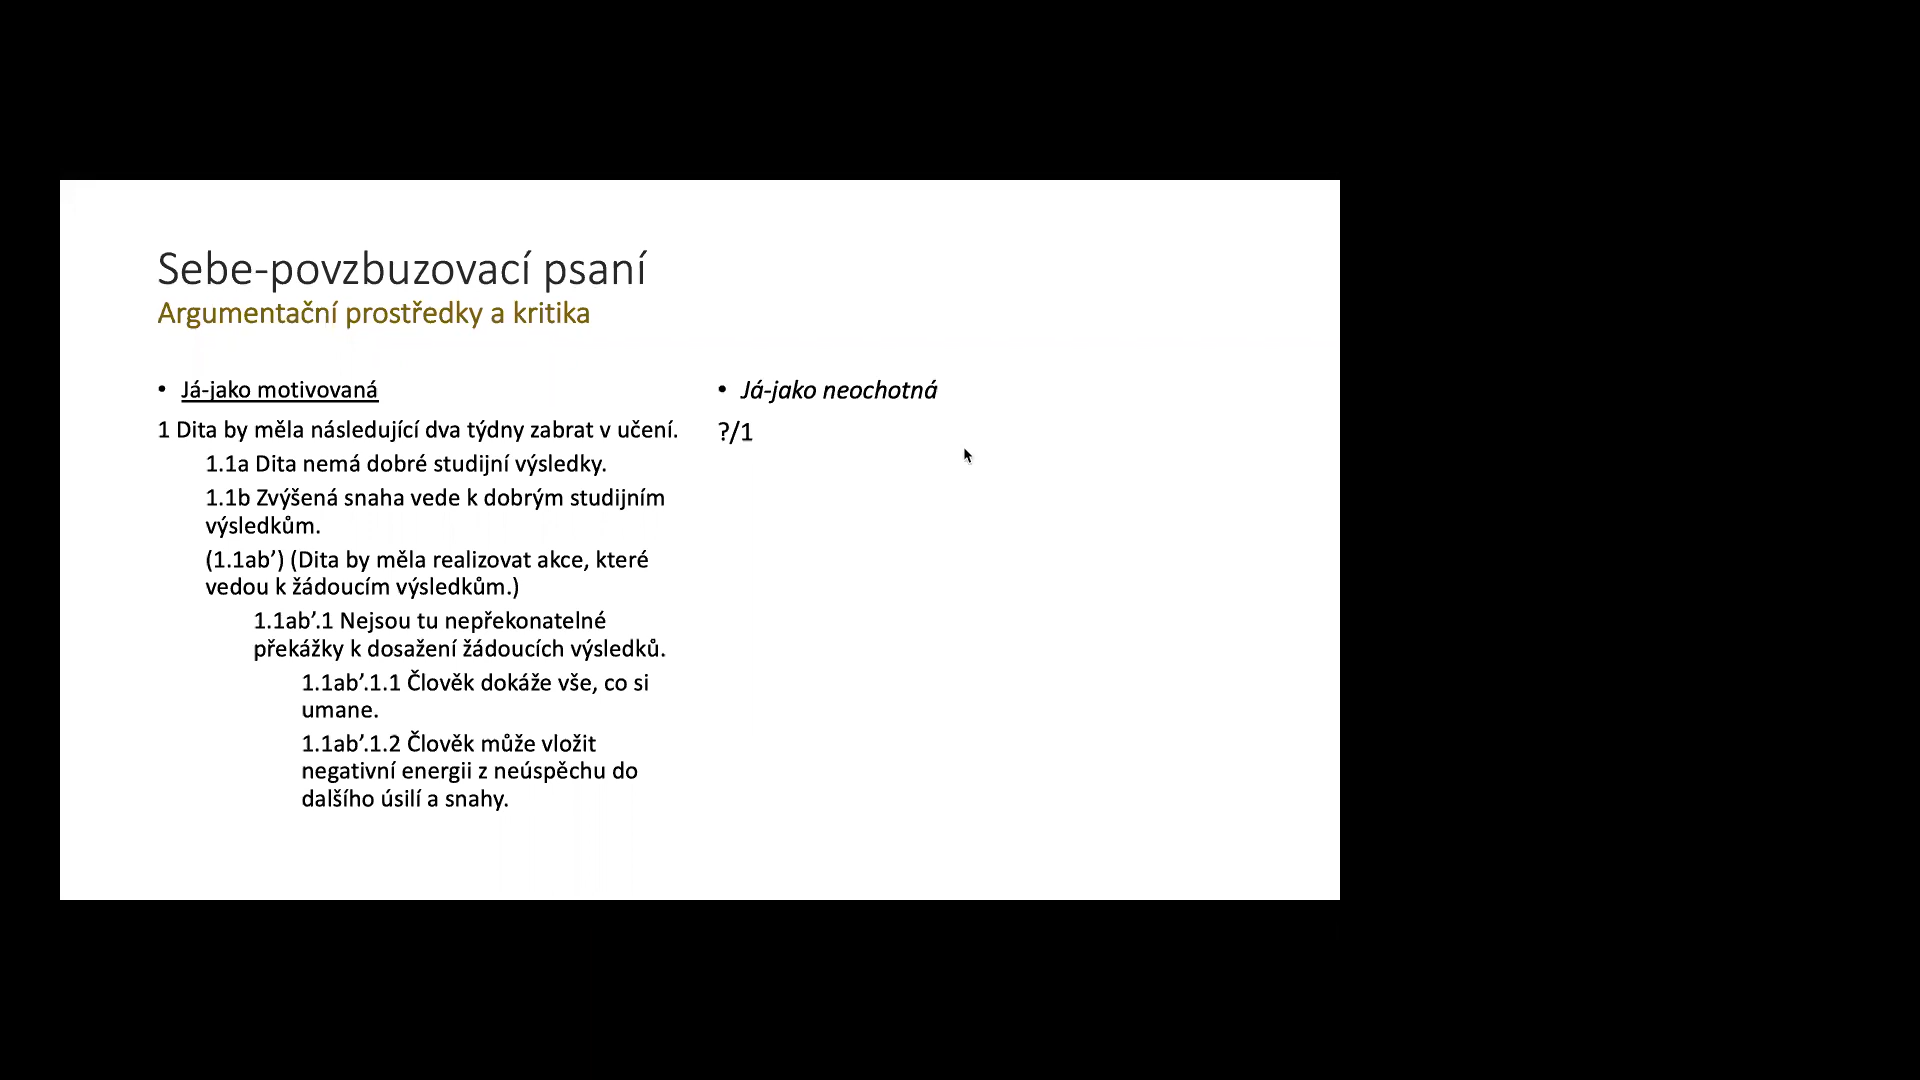 Sebe-povzbuzovací psaní
Argumentační prostředky a kritika
• Já-jako motivovaná
1 Dita by měla následující dva týdny zabrat v učení.
1.1a Dita nemá dobré studijní výsledky.
1.1b Zvýšená snaha vede k dobrým studijním
výsledkům.
(1.1ab’) (Dita by měla realizovat akce, které
vedou k žádoucím výsledkům.)
1.1ab’.1 Nejsou tu nepřekonatelné
překážky k dosažení žádoucích výsledků.
1.1ab’.1.1 Člověk dokáže vše, co si
umane.
1.1ab’.1.2 Člověk může vložit
negativní energii z neúspěchu do
dalšího úsilí a snahy.
• Já-jako neochotná
?/1